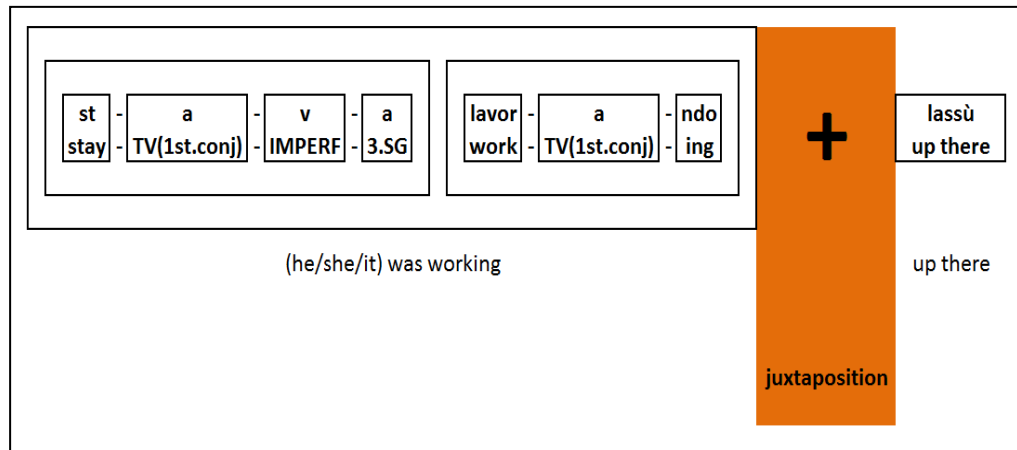 st - a - v - a lavor - a - ndo lassù
stay - TV(1st.conj) - IMPERF - 3.SG work - TV(1st.conj) - ing + up there
(he/she/it) was working up there
juxtaposition